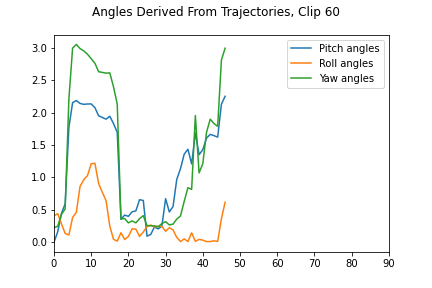 Angles Derived From Trajectories, Clip 60
3.0
2.5
2.0
1.5
1.0
0.5
0.0
0 10 20 30 40 50 60 70 80 90
Pitch angles
Roll angles
Yaw angles